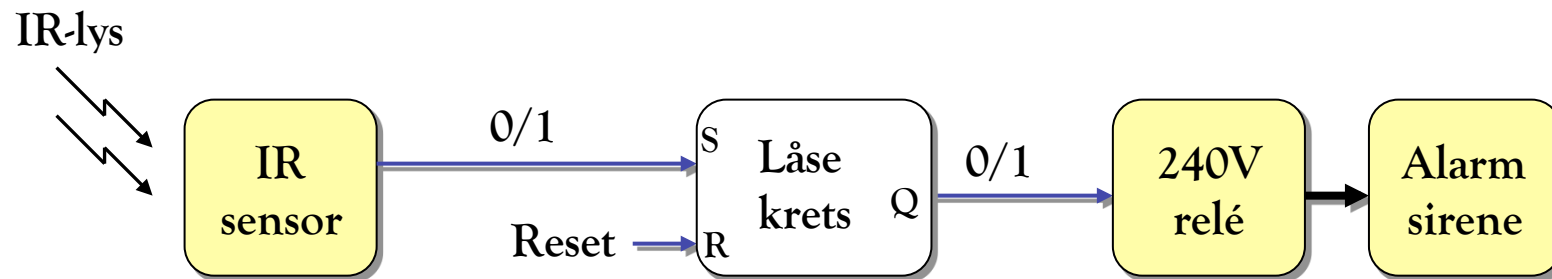 IR-lys
IR
sensor
0/1
Reset
S
R
Låse
krets
Q
0/1
240V
relé
Alarm
sirene